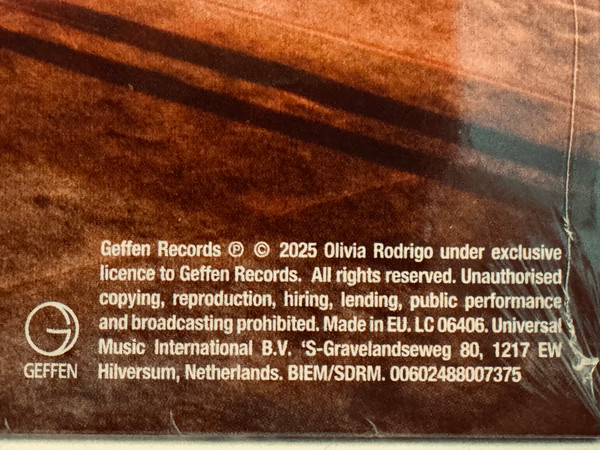 Geffen Records ℗ © 2025 Olivia Rodrigo under exclusive
licence to Geffen Records. All rights reserved. Unauthorised
copying, reproduction, hiring, lending, public performance
and broadcasting prohibited. Made in EU. LC 06406. Universal
Music International B.V. ‘S-Gravelandseweg 80, 1217 EW
Hilversum, Netherlands. BIEM/SDRM. 00602488007375
GEFFEN